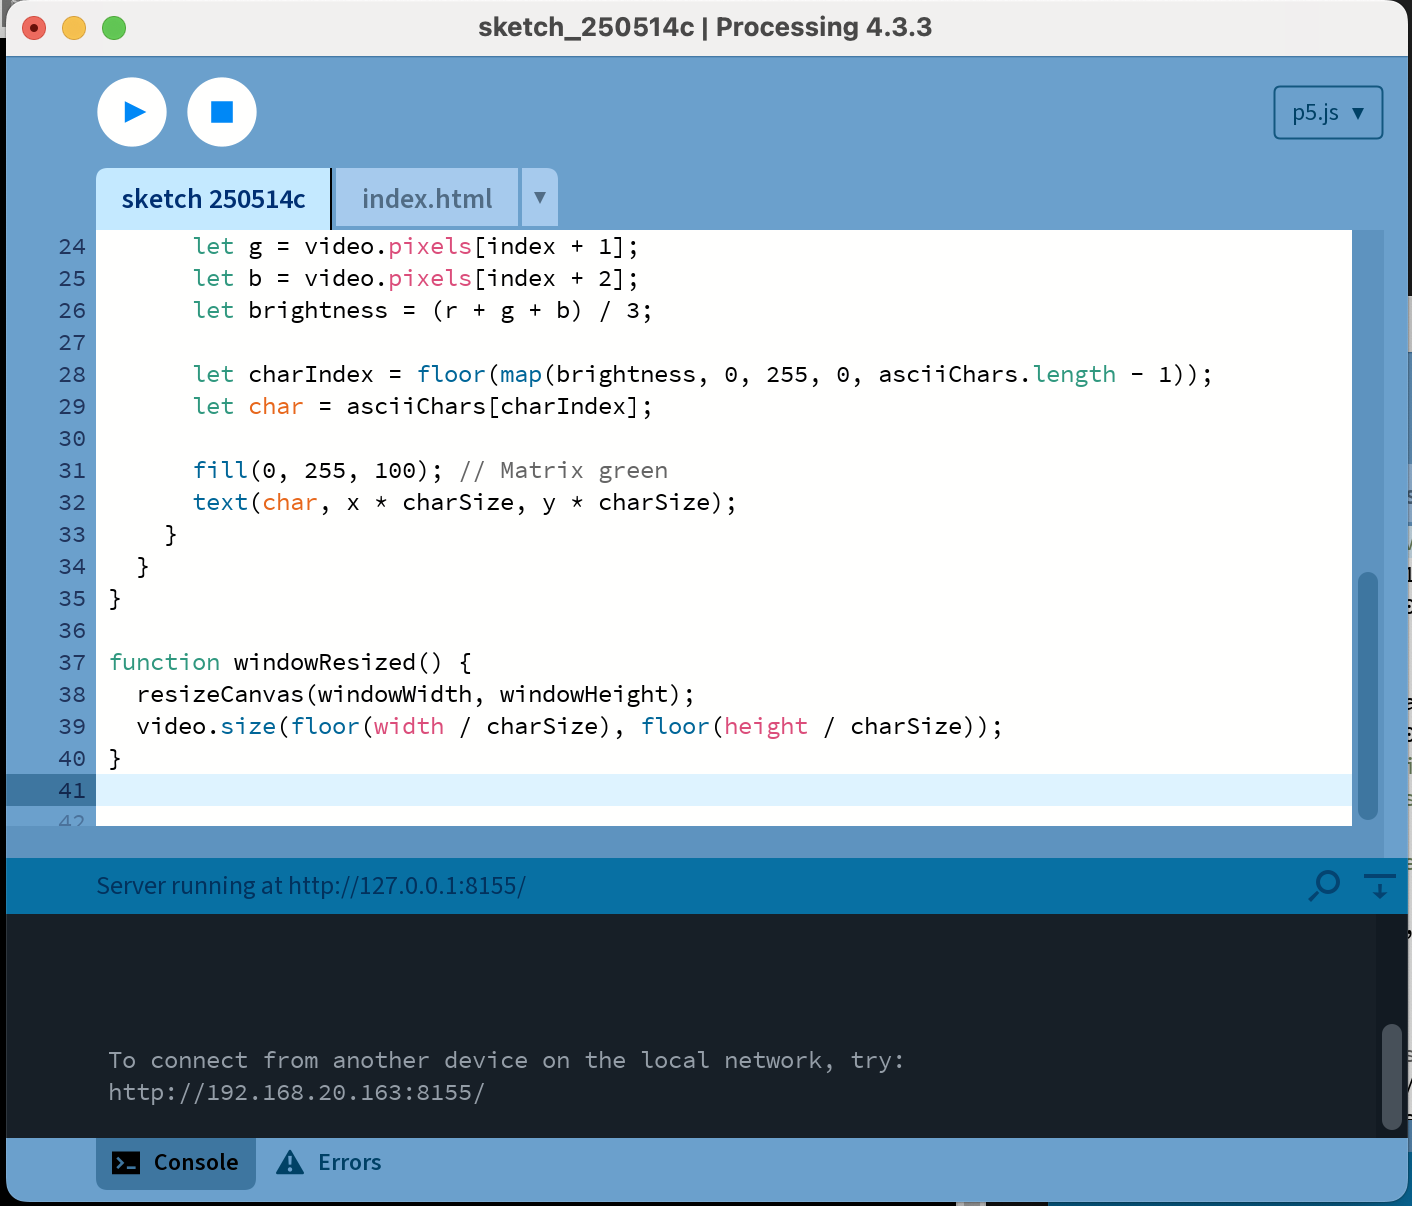 sketch_250514c | Processing 4.3.3
p5.js ▼
sketch 250514c
index.html
▼
24       let g = video.pixels[index + 1];
25       let b = video.pixels[index + 2];
26       let brightness = (r + g + b) / 3;
27
28       let charIndex = floor(map(brightness, 0, 255, 0, asciiChars.length - 1));
29       let char = asciiChars[charIndex];
30
31       fill(0, 255, 100); // Matrix green
32       text(char, x * charSize, y * charSize);
33     }
34   }
35 }
36
37 function windowResized() {
38   resizeCanvas(windowWidth, windowHeight);
39   video.size(floor(width / charSize), floor(height / charSize));
40 }
41
42
Server running at http://127.0.0.1:8155/
To connect from another device on the local network, try:
http://192.168.20.163:8155/
Console
Errors